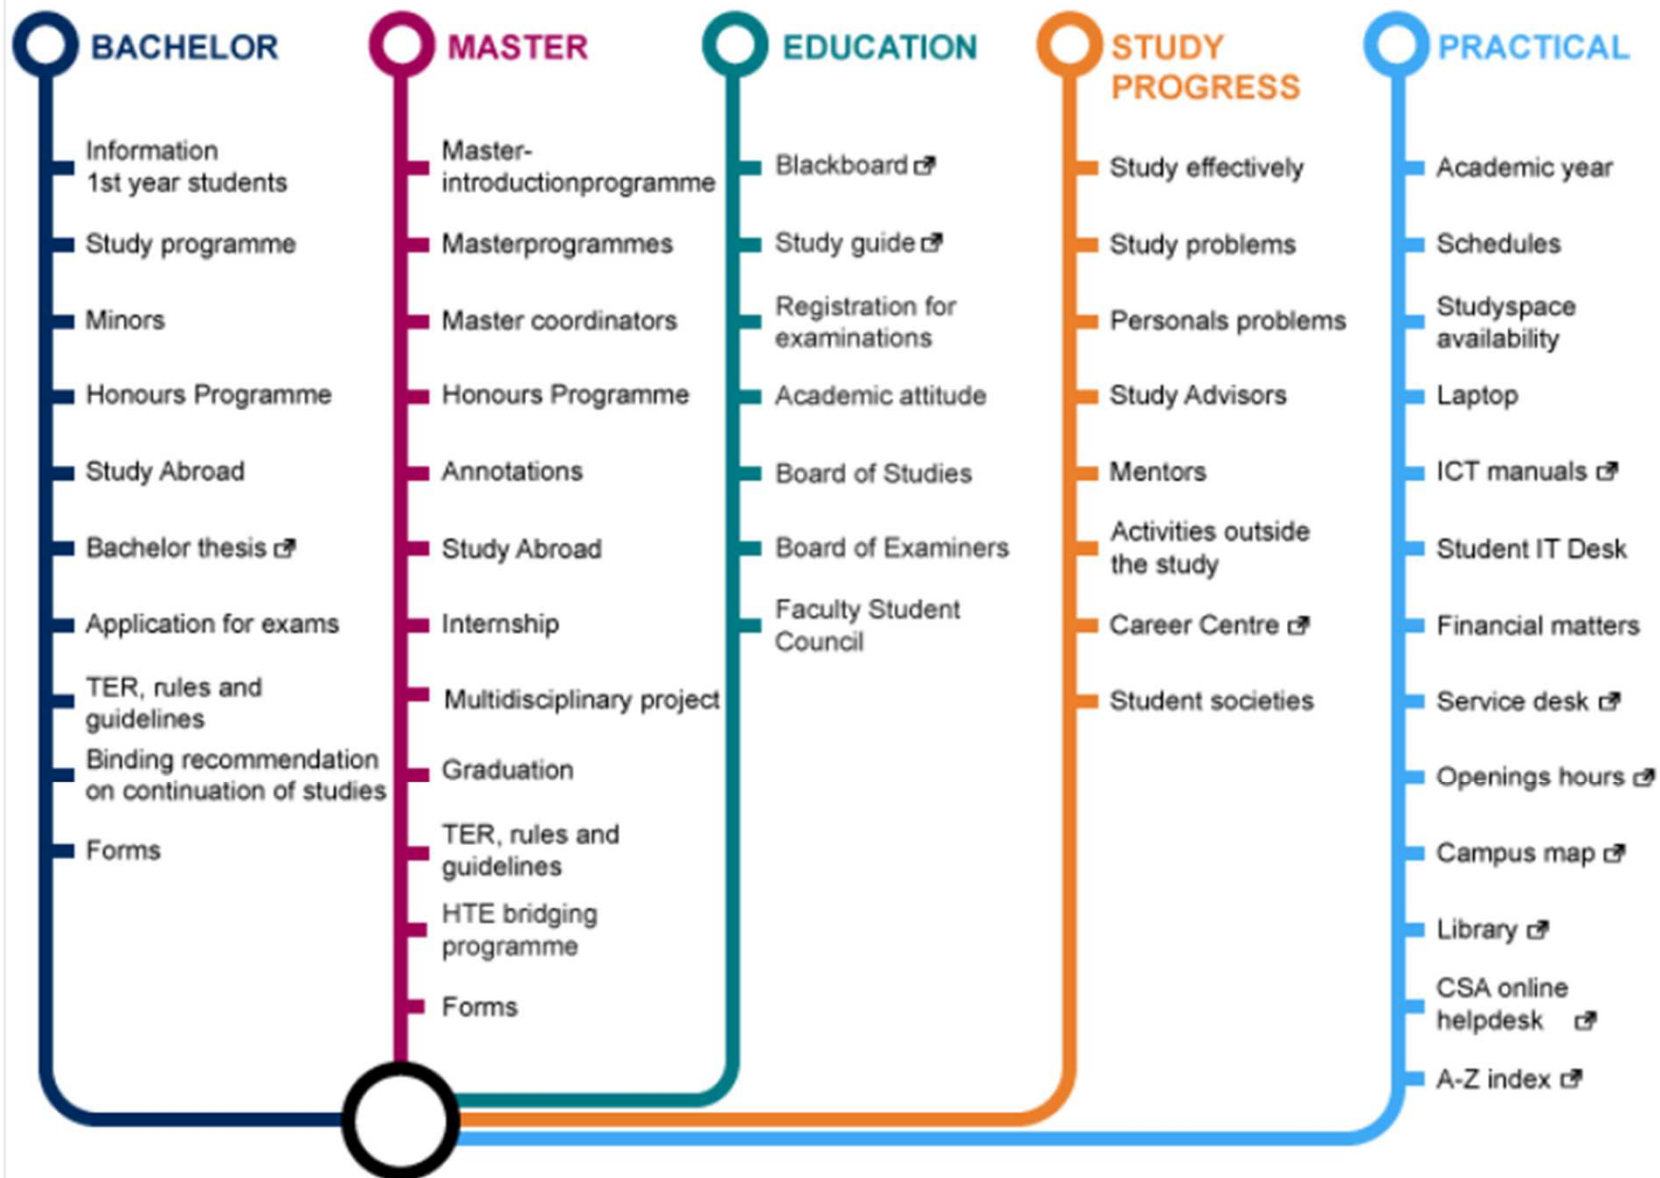 BACHELOR
Information
1st year students
Study programme
Minors
Honours Programme
Study Abroad
Bachelor thesis
Application for exams
TER, rules and
guidelines
Binding recommendation
on continuation of studies
Forms
MASTER
Master-
introductionprogramme
Masterprogrammes
Master coordinators
Honours Programme
Annotations
Study Abroad
Internship
Multidisciplinary project
Graduation
TER, rules and
guidelines
HTE bridging
programme
Forms
EDUCATION
Blackboard
Study guide
Registration for
examinations
Academic attitude
Board of Studies
Board of Examiners
Faculty Student
Council
STUDY
PROGRESS
Study effectively
Study problems
Personals problems
Study Advisors
Mentors
Activities outside
the study
Career Centre
Student societies
PRACTICAL
Academic year
Schedules
Studyspace
availability
Laptop
ICT manuals
Student IT Desk
Financial matters
Service desk
Openings hours
Campus map
Library
CSA online
helpdesk
A-Z index